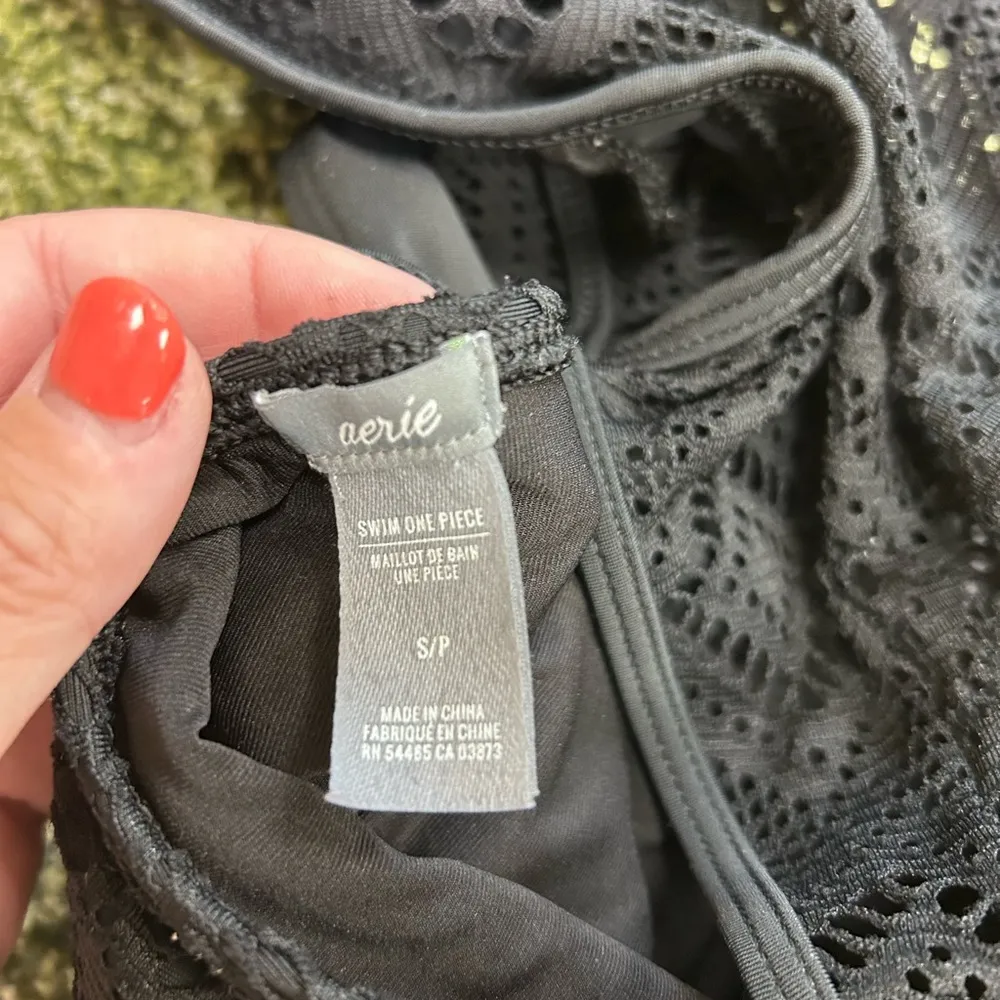 aerie
SWIM ONE PIECE
MAILLOT DE BAIN
UNE PIÈCE
S/P
MADE IN CHINA
FABRIQUÉ EN CHINE
RN 54485 CA 03873